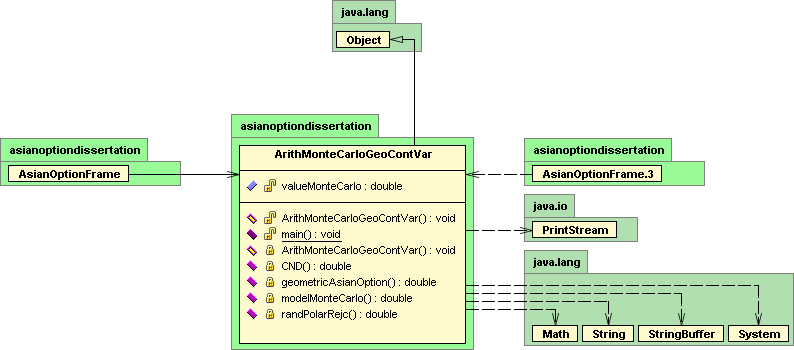 java.lang
Object
asianoptiondissertation
AsianOptionFrame
asianoptiondissertation
ArithMonteCarloGeoContVar
valueMonteCarlo : double
ArithMonteCarloGeoContVar() : void
main() : void
ArithMonteCarloGeoContVar() : void
CND() : double
geometricAsianOption() : double
modelMonteCarlo() : double
randPolarRejc() : double
asianoptiondissertation
AsianOptionFrame.3
java.io
PrintStream
java.lang
Math String StringBuffer System